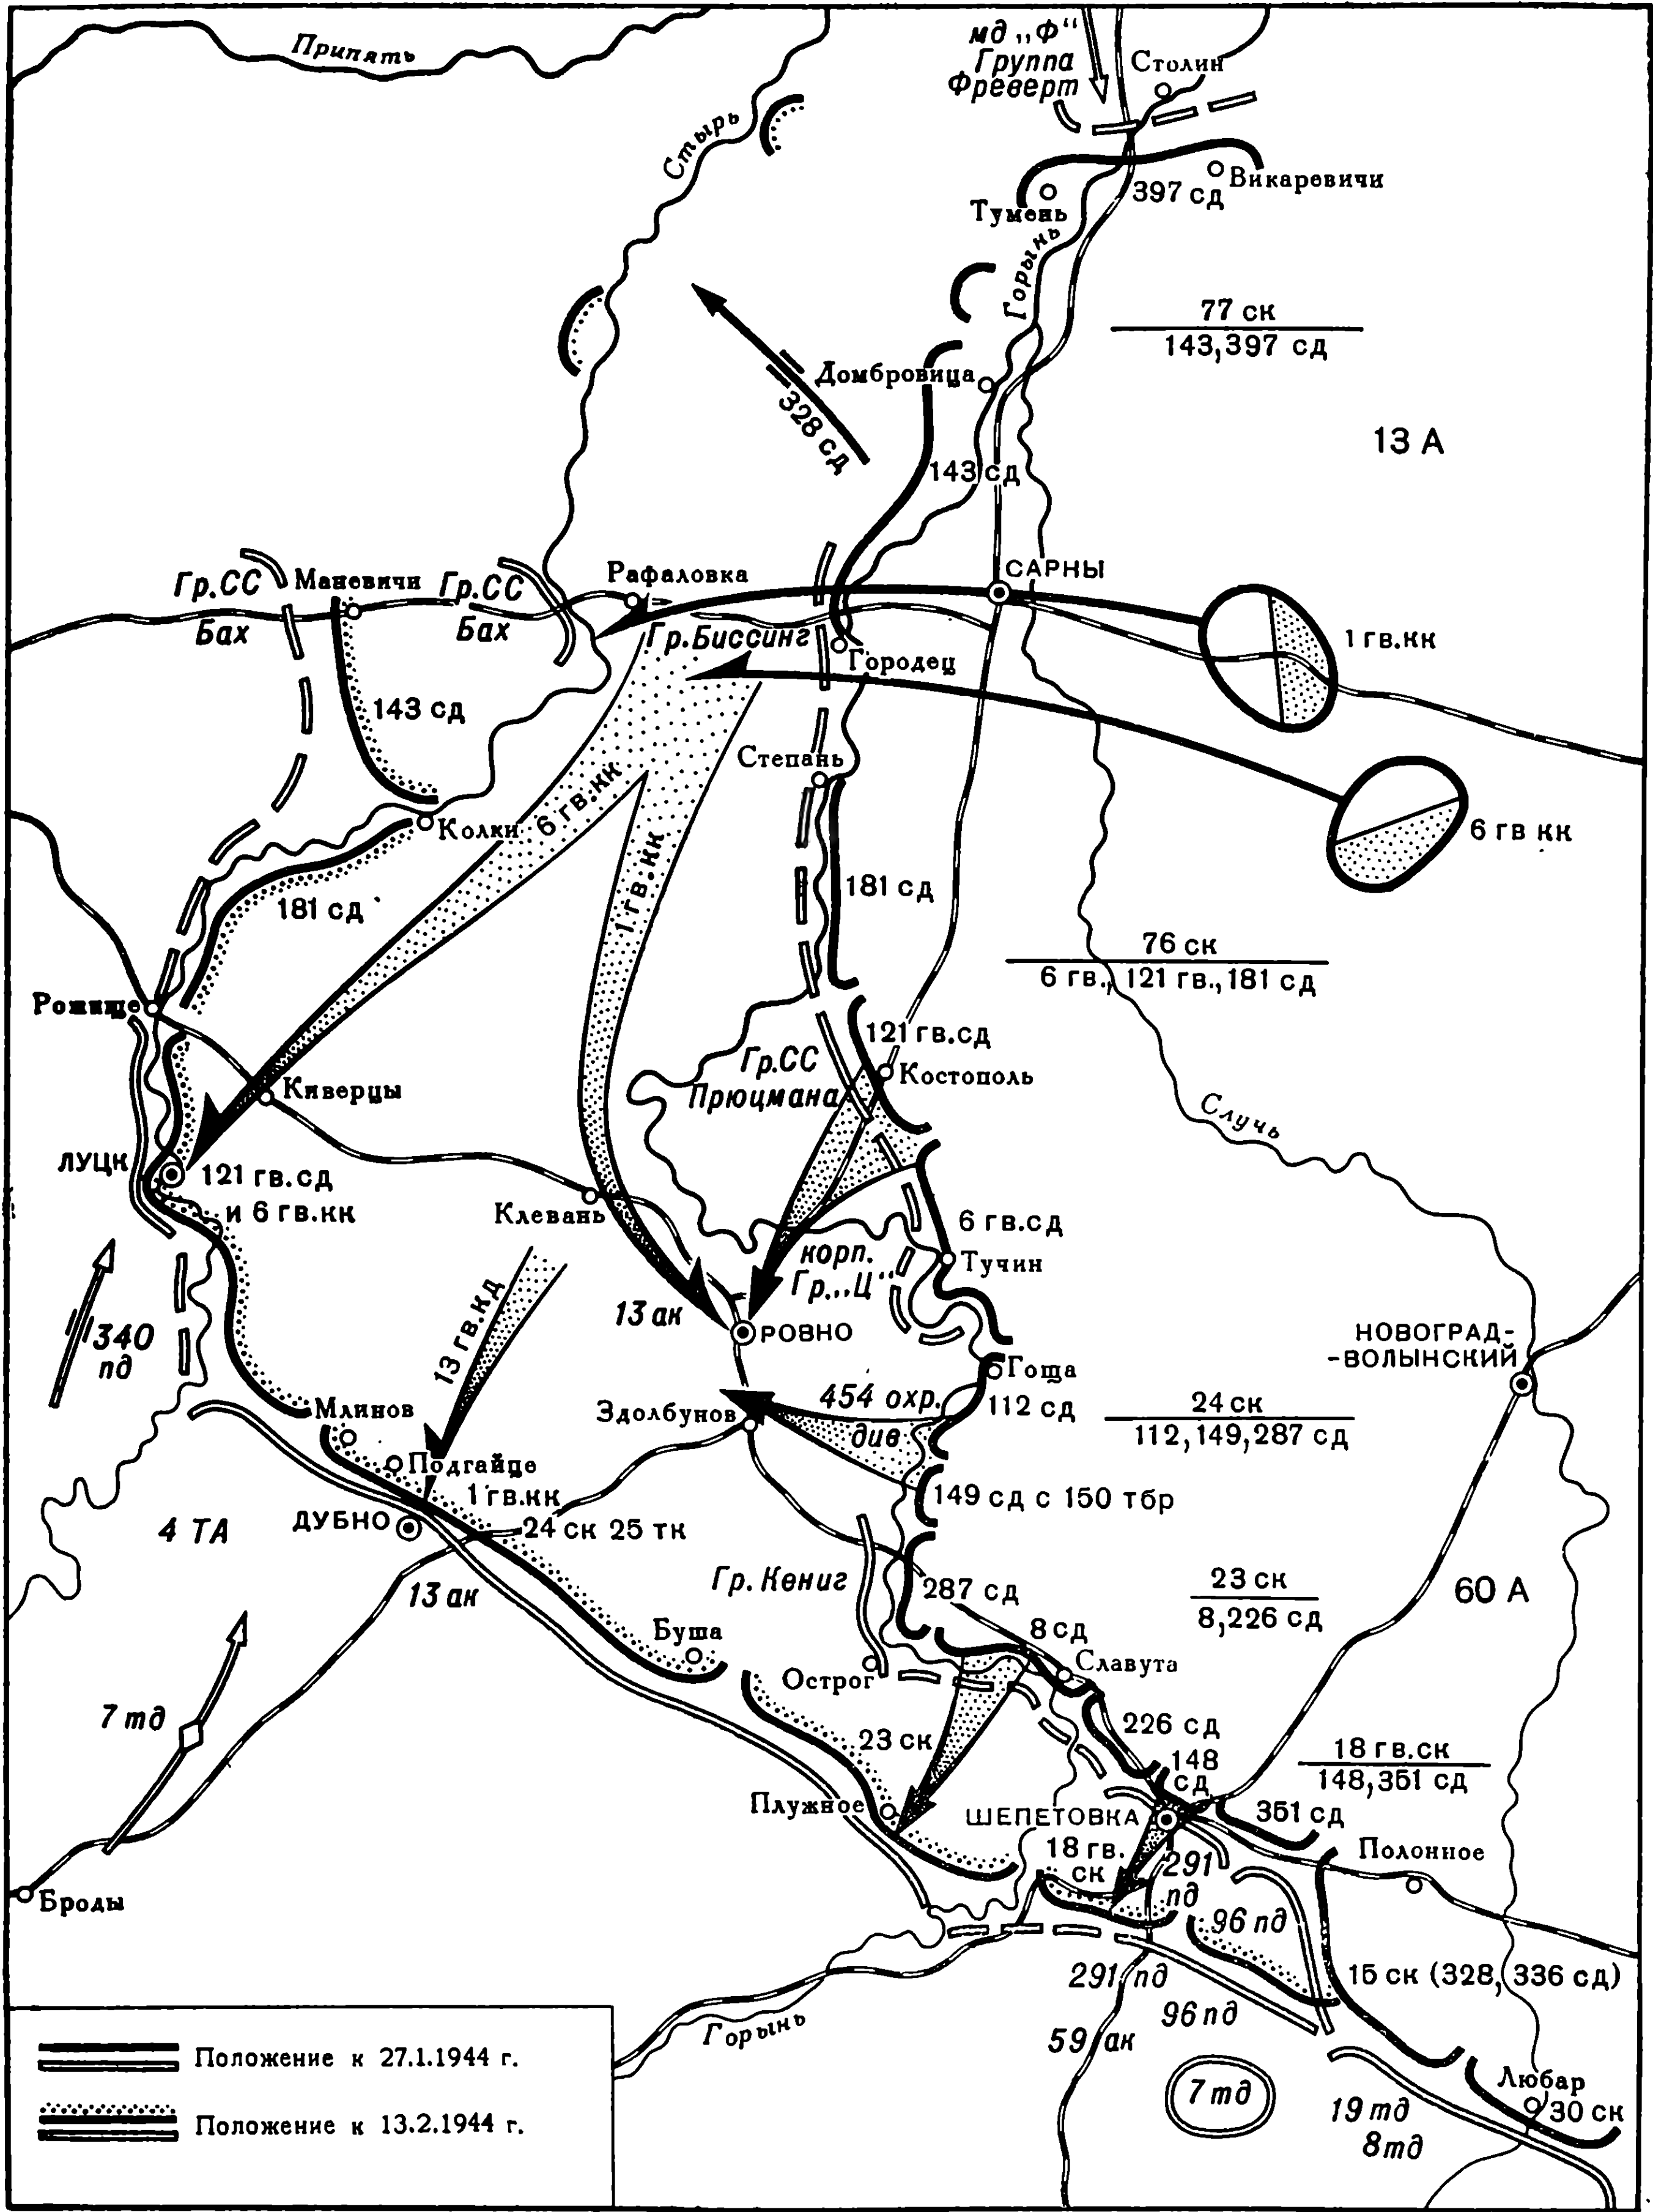 Припять
мд „Ф“
Группа
Фреверт
Столин
Стырь
Викаревичи
397 сд
Тумень
Горынь
77 ск
143,397 сд
Домбровица
328 сд
13 А
143 сд
САРНЫ
Гр.СС
Бах
Маневичи
Гр.СС
Бах
Рафаловка
Гр.Биссинг
Городец
1 гв.кк
143 сд
Степань
6 гв.кк
1 гв.кк
Колки
6 гв кк
181 сд
181 сд
76 ск
6 гв., 121 гв.,181 сд
Рожище
121 гв.сд
Гр.СС
Прюцмана
Костополь
Киверцы
Случь
ЛУЦК
121 гв.сд
и 6 гв.кк
Клевань
6 гв.сд
Тучин
корп.
Гр.„Ц“
13 гв.кд
13 ак
РОВНО
340
пд
НОВОГРАД-
-ВОЛЫНСКИЙ
Гоща
112 сд
454 охр.
див
Здолбунов
24 ск
112,149,287 сд
Млинов
Подгайце
1 гв.кк
149 сд с 150 тбр
4 ТА
ДУБНО
24 ск 25 тк
13 ак
Гр. Кениг
287 сд
23 ск
8,226 сд
60 А
Буша
8 сд
Славута
Острог
7 тд
226 сд
23 ск
148
сд
18 гв.ск
148,351 сд
Плужное
ШЕПЕТОВКА
351 сд
18 гв.
ск
291
пд
Полонное
Броды
96 пд
291 пд
15 ск (328, 336 сд)
96 пд
Горынь
59 ак
7 тд
Любар
30 ск
19 тд
8 тд
Положение к 27.1.1944 г.
Положение к 13.2.1944 г.